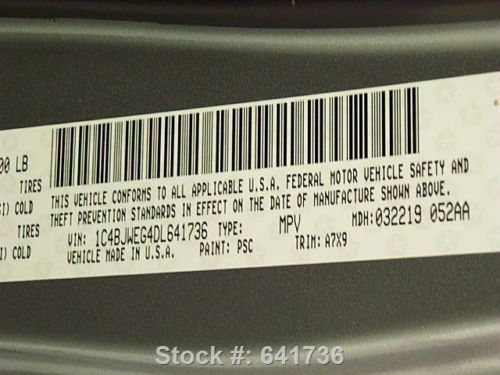 00 LB
TIRES
THIS VEHICLE CONFORMS TO ALL APPLICABLE U.S.A. FEDERAL MOTOR VEHICLE SAFETY AND
SI) COLD
THEFT PREVENTION STANDARDS IN EFFECT ON THE DATE OF MANUFACTURE SHOWN ABOVE.
TIRES
VIN: 1C4BJWEG4DL641736 TYPE: MPV MDH:032219 052AA
SI) COLD
VEHICLE MADE IN U.S.A. PAINT: PSC TRIM: A7X9
Stock #: 641736